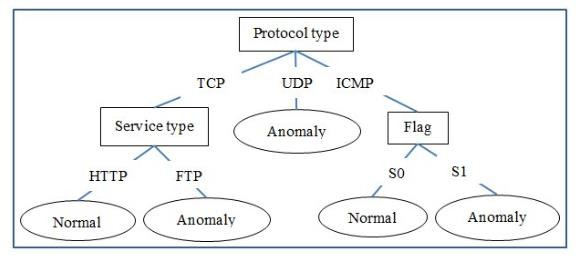 Protocol type
TCP UDP ICMP
Service type Anomaly Flag
HTTP FTP S0 S1
Normal Anomaly Normal Anomaly